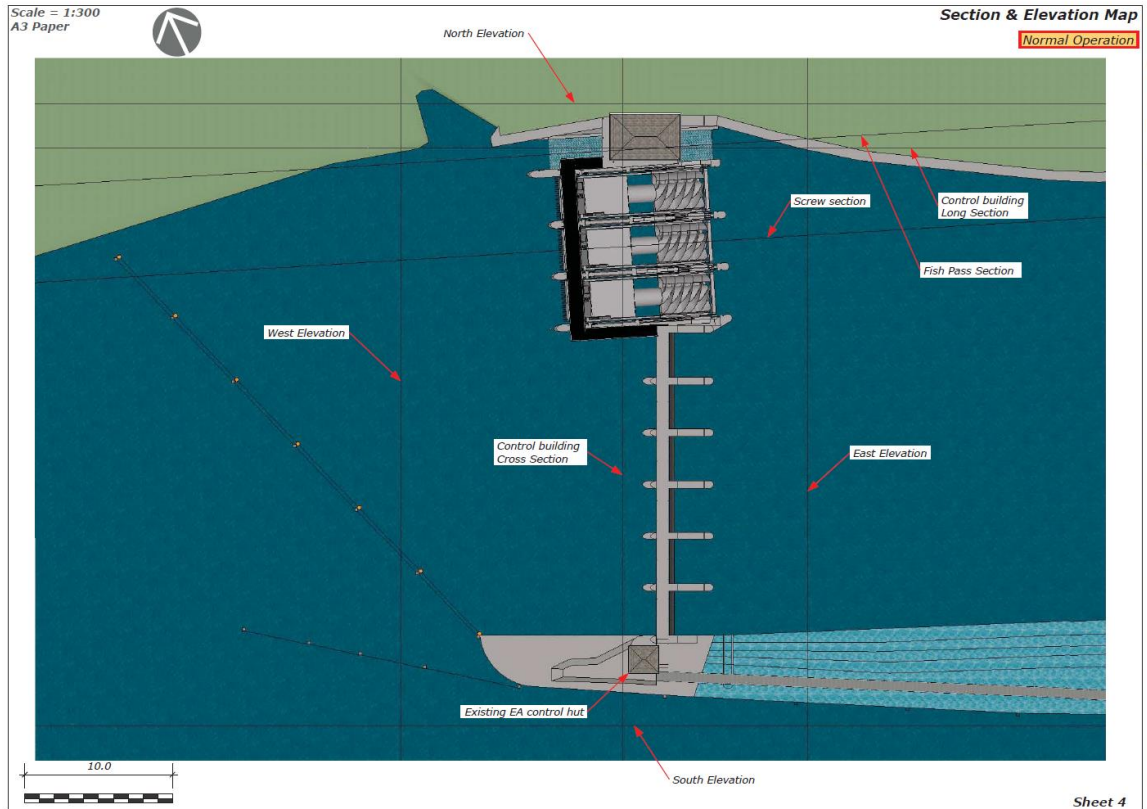 Scale = 1:300
A3 Paper
Section & Elevation Map
Normal Operation
North Elevation
Screw section
Control building
Long Section
Fish Pass Section
West Elevation
Control building
Cross Section
East Elevation
Existing EA control hut
South Elevation
10.0
Sheet 4